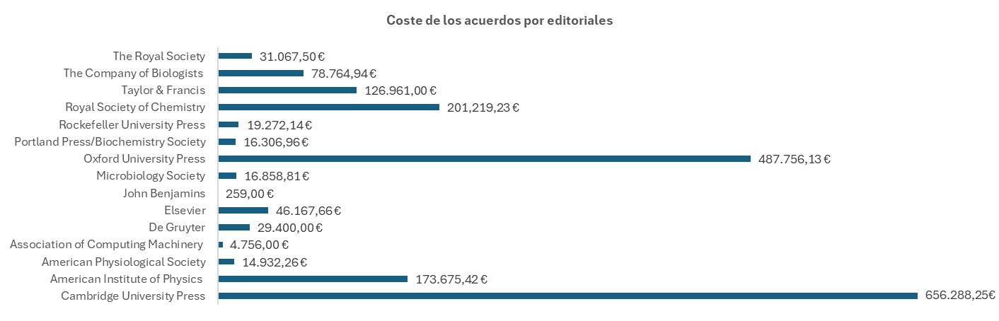 Coste de los acuerdos por editoriales
The Royal Society 31.067,50 €
The Company of Biologists 78.764,94 €
Taylor & Francis 126.961,00 €
Royal Society of Chemistry 201,219,23 €
Rockefeller University Press 19.272,14 €
Portland Press/Biochemistry Society 16.306,96 €
Oxford University Press 487.756,13 €
Microbiology Society 16.858,81 €
John Benjamins 259,00 €
Elsevier 46.167,66 €
De Gruyter 29.400,00 €
Association of Computing Machinery 4.756,00 €
American Physiological Society 14.932,26 €
American Institute of Physics 173.675,42 €
Cambridge University Press 656.288,25€